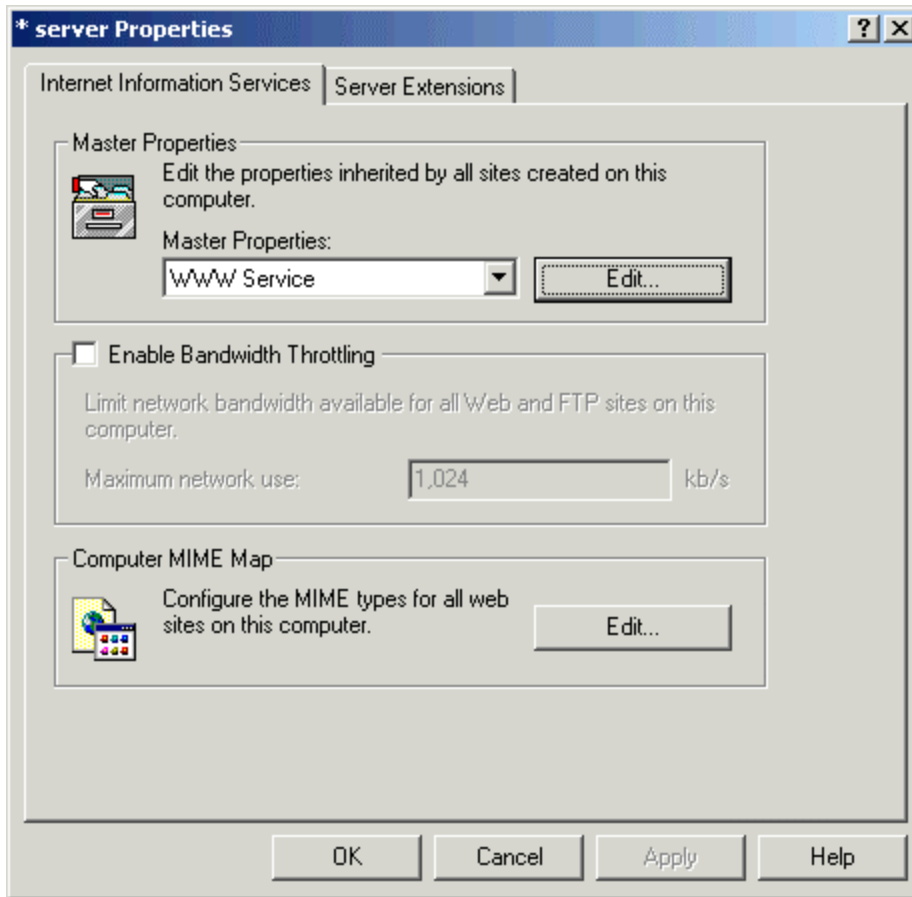 * server Properties
Internet Information Services
Server Extensions
Master Properties
Edit the properties inherited by all sites created on this
computer.
Master Properties:
WWW Service
Edit...
Enable Bandwidth Throttling
Limit network bandwidth available for all Web and FTP sites on this
computer.
Maximum network use:
1,024
kb/s
Computer MIME Map
Configure the MIME types for all web
sites on this computer.
Edit...
OK
Cancel
Apply
Help